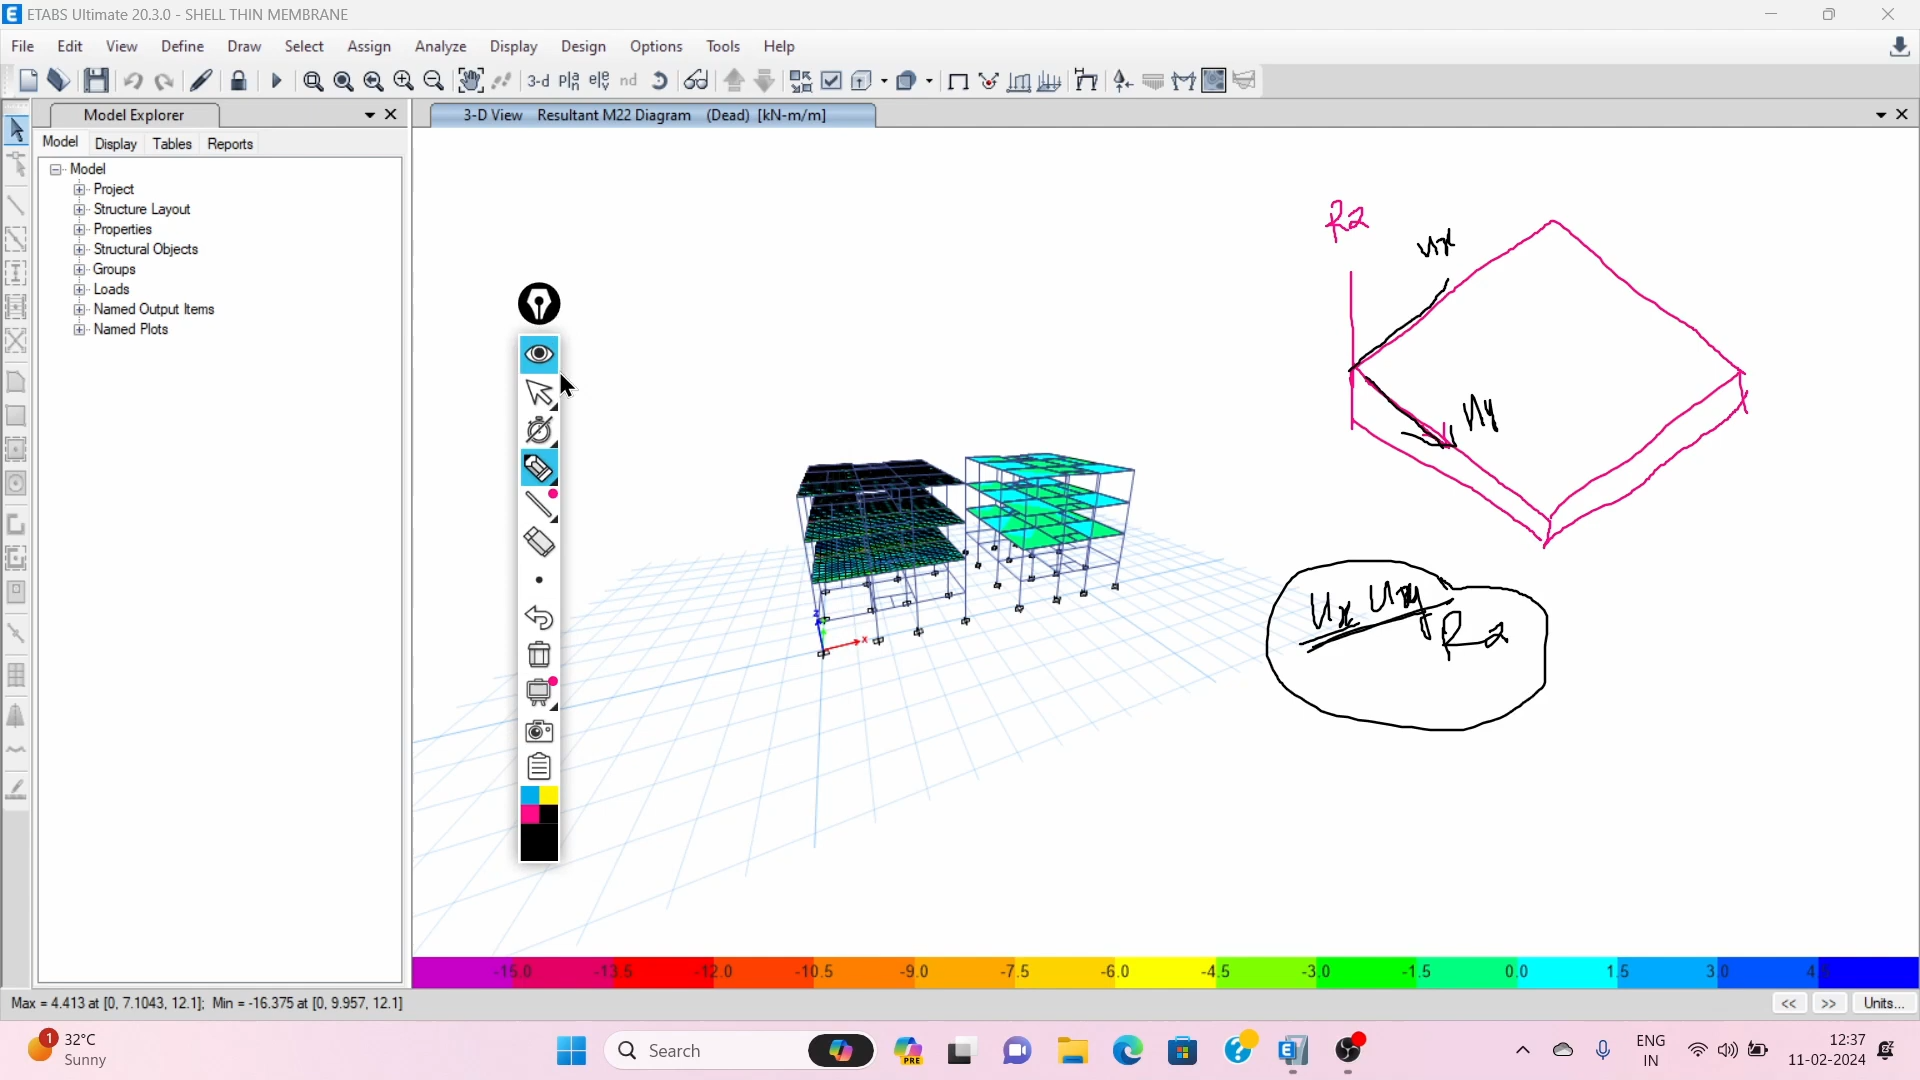 ETABS Ultimate 20.3.0 - SHELL THIN MEMBRANE
File Edit View Define Draw Select Assign Analyze Display Design Options Tools Help
3-d nd
Model Explorer
3-D View Resultant M22 Diagram (Dead) [kN-m/m]
Model Display Tables Reports
Model
Project
Structure Layout
Properties
Structural Objects
Groups
Loads
Named Output Items
Named Plots
R2
Ux
Uy
X
Z
R2
-15.0 -13.5 -12.0 -10.5 -9.0 -7.5 -6.0 -4.5 -3.0 -1.5 0.0 1.5 3.0
Max = 4.413 at [0, 7.1043, 12.1]; Min = -16.375 at [0, 9.957, 12.1]
<< >> Units...
1 32°C
Sunny
Search
PRE
ENG
IN
12:37
11-02-2024